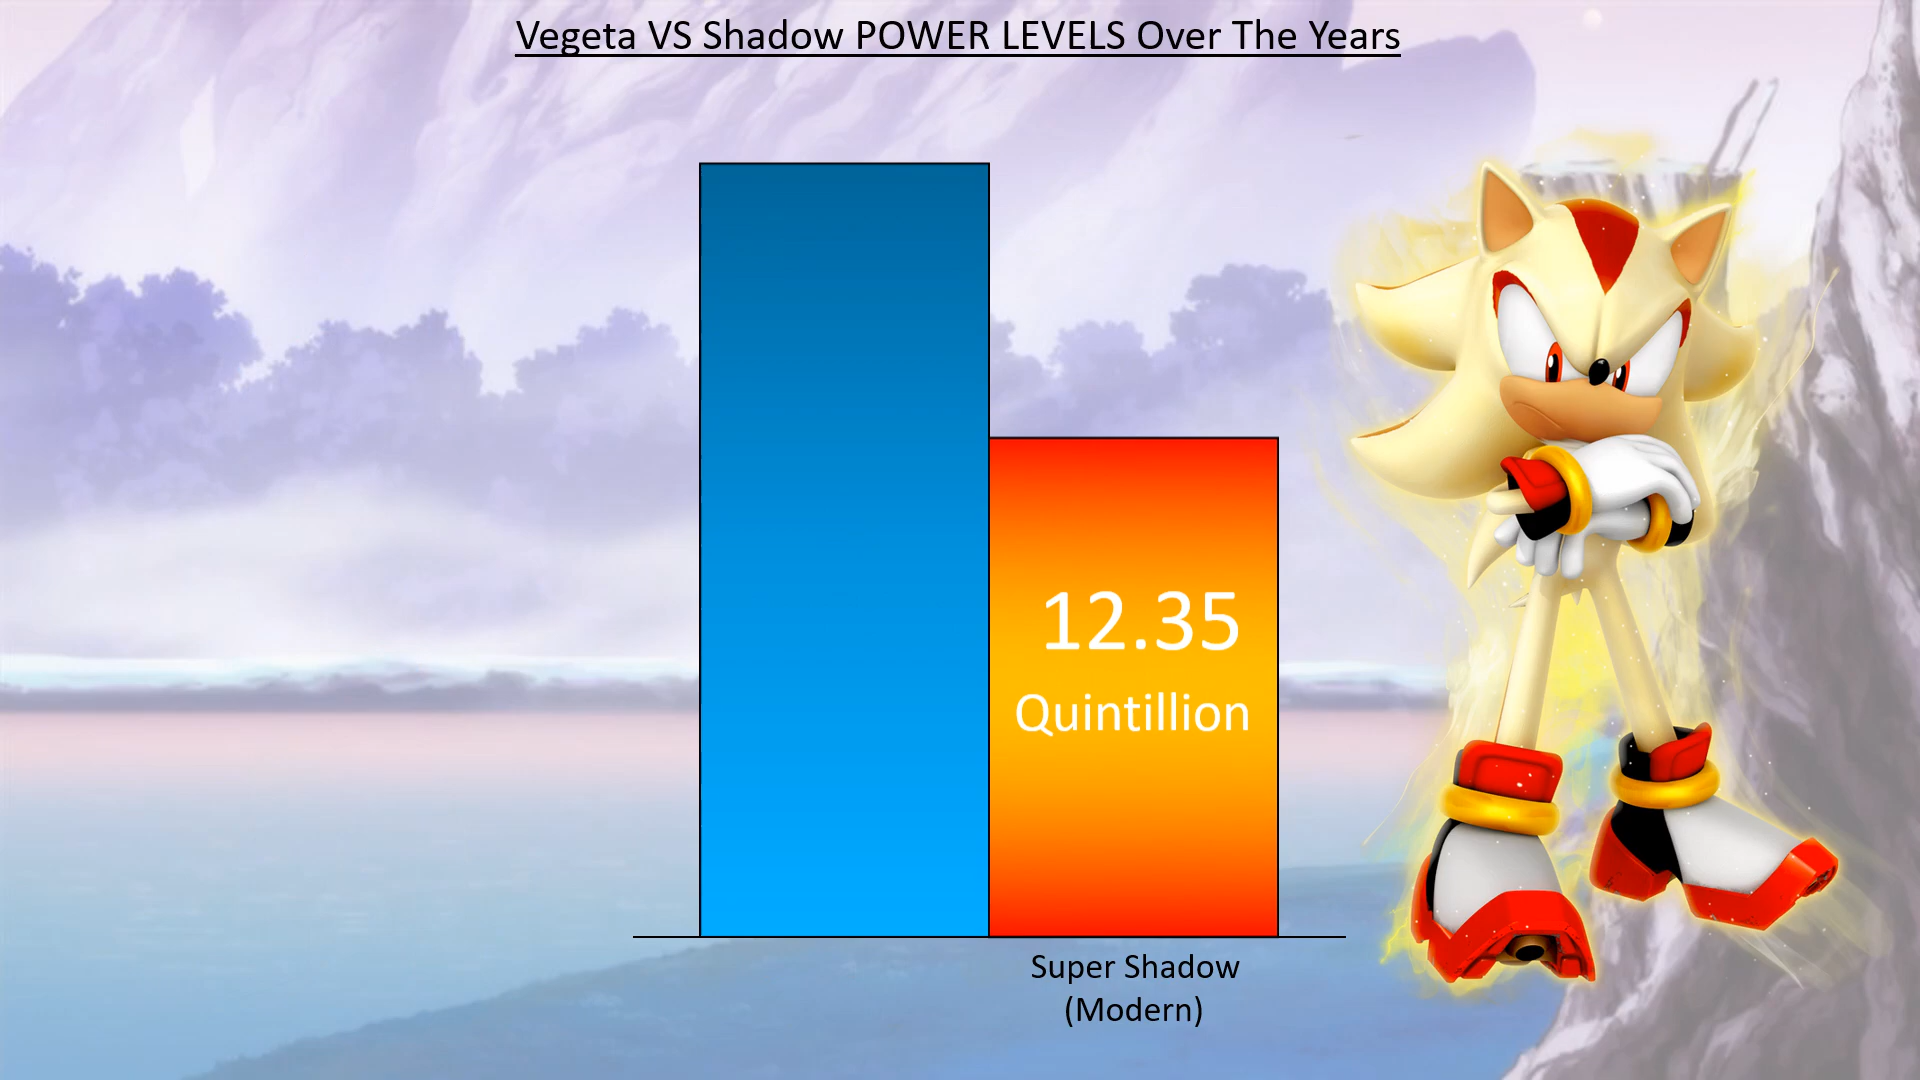 Vegeta VS Shadow POWER LEVELS Over The Years
12.35
Quintillion
Super Shadow
(Modern)